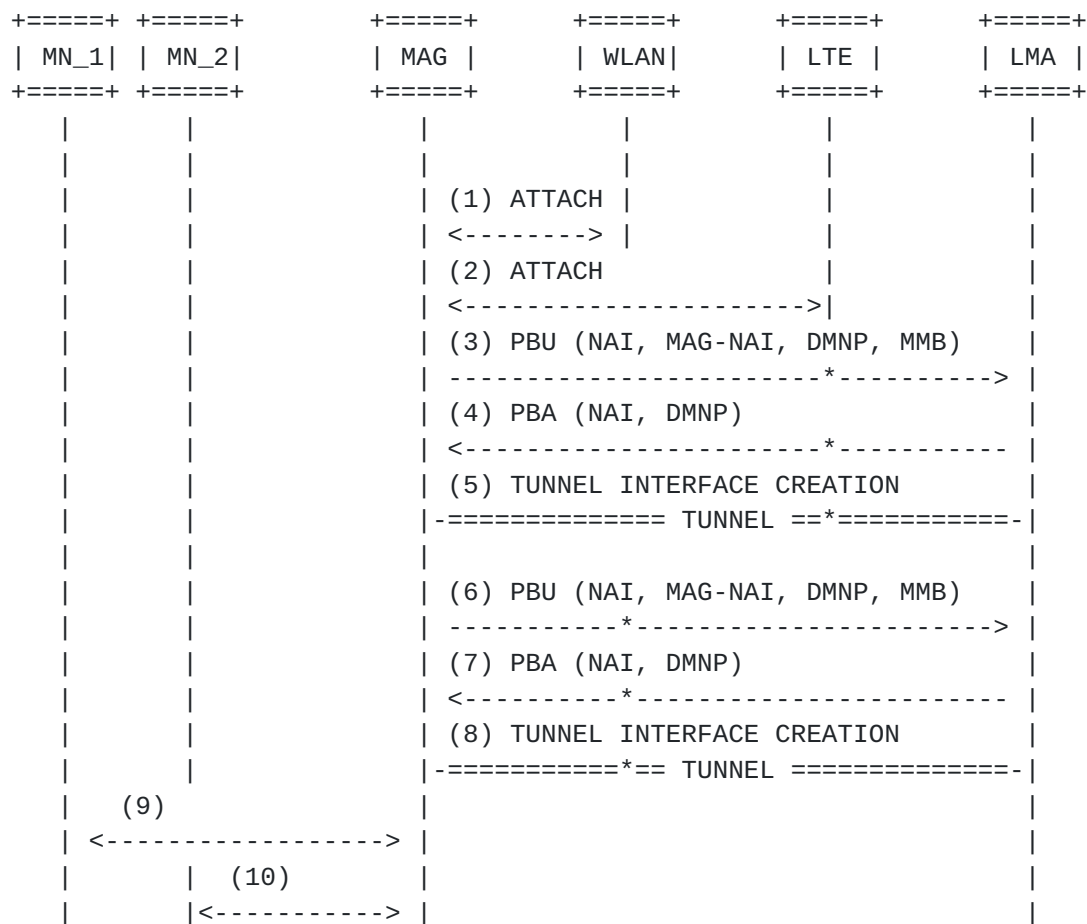 +=====+ +=====+        +=====+      +=====+      +=====+      +=====+
| MN_1| | MN_2|        | MAG |      | WLAN|      | LTE |      | LMA |
+=====+ +=====+        +=====+      +=====+      +=====+      +=====+
   |       |              |            |            |            |
   |       |              |            |            |            |
   |       |              | (1) ATTACH |            |            |
   |       |              | <--------> |            |            |
   |       |              | (2) ATTACH              |            |
   |       |              | <---------------------->|            |
   |       |              | (3) PBU (NAI, MAG-NAI, DMNP, MMB)    |
   |       |              | ------------------------*----------> |
   |       |              | (4) PBA (NAI, DMNP)                  |
   |       |              | <-----------------------*----------- |
   |       |              | (5) TUNNEL INTERFACE CREATION        |
   |       |              |-============== TUNNEL ==*===========-|
   |       |              |                                      |
   |       |              | (6) PBU (NAI, MAG-NAI, DMNP, MMB)    |
   |       |              | -----------*-----------------------> |
   |       |              | (7) PBA (NAI, DMNP)                  |
   |       |              | <----------*------------------------ |
   |       |              | (8) TUNNEL INTERFACE CREATION        |
   |       |              |-===========*== TUNNEL ==============-|
   |   (9)                |                                      |
   | <------------------> |                                      |
   |       |  (10)        |                                      |
   |       |<-----------> |                                      |